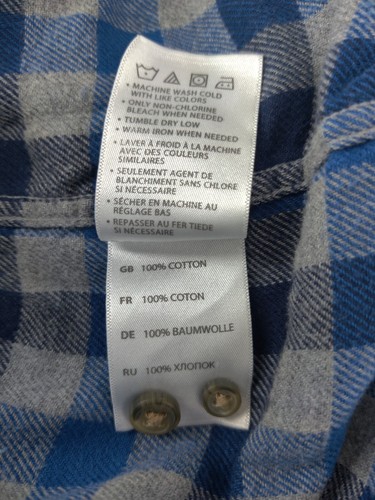 • MACHINE WASH COLD
WITH LIKE COLORS
• ONLY NON-CHLORINE
BLEACH WHEN NEEDED
• TUMBLE DRY LOW
• WARM IRON WHEN NEEDED
• LAVER À FROID À LA MACHINE
AVEC DES COULEURS
SIMILAIRES
• SEULEMENT AGENT DE
BLANCHIMENT SANS CHLORE
SI NÉCESSAIRE
• SÉCHER EN MACHINE AU
RÉGLAGE BAS
• REPASSER AU FER TIEDE
SI NÉCESSAIRE
GB 100% COTTON
FR 100% COTON
DE 100% BAUMWOLLE
RU 100% ХЛОПОК